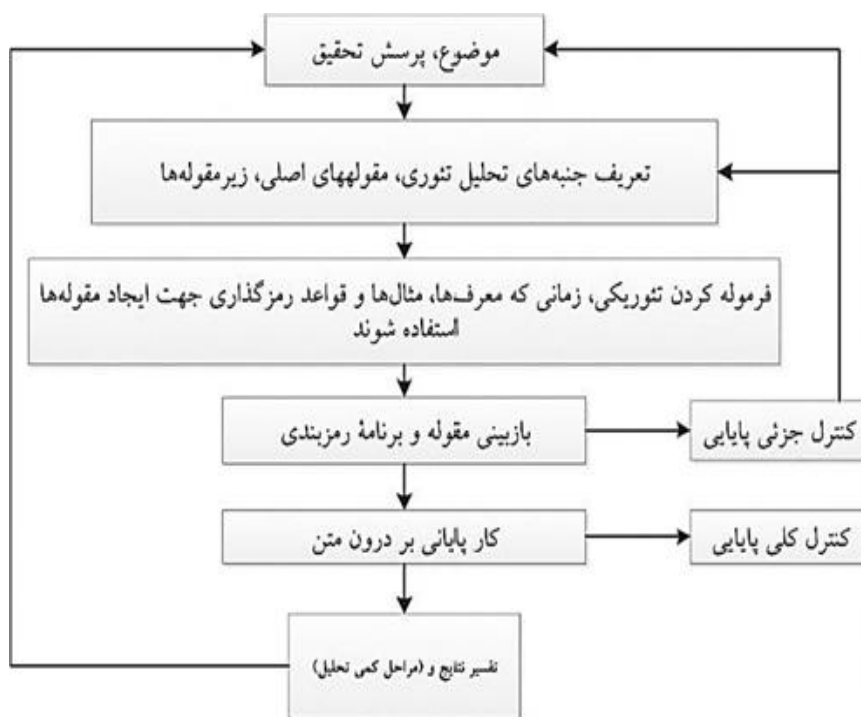 موضوع، پرسش تحقیق
تعریف جنبه‌های تحلیل تئوری، مقولههای اصلی، زیرمقوله‌ها
فرموله کردن تئوریکی، زمانی که معرف‌ها، مثال‌ها و قواعد رمزگذاری جهت ایجاد مقوله‌ها
استفاده شوند
بازبینی مقوله و برنامهٔ رمزبندی
کنترل جزئی پایایی
کار پایانی بر درون متن
کنترل کلی پایایی
تفسیر نتایج و (مراحل کمی تحلیل)